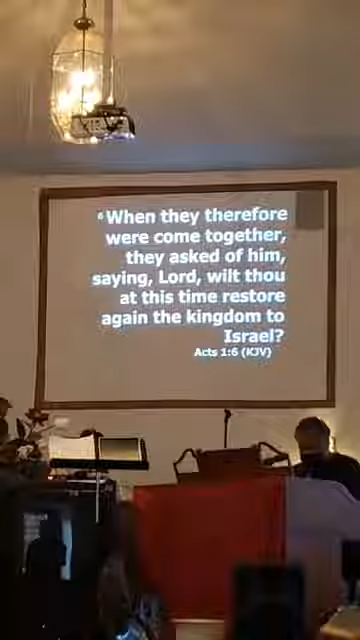 ⁶When they therefore
were come together,
they asked of him,
saying, Lord, wilt thou
at this time restore
again the kingdom to
Israel?
Acts 1:6 (KJV)